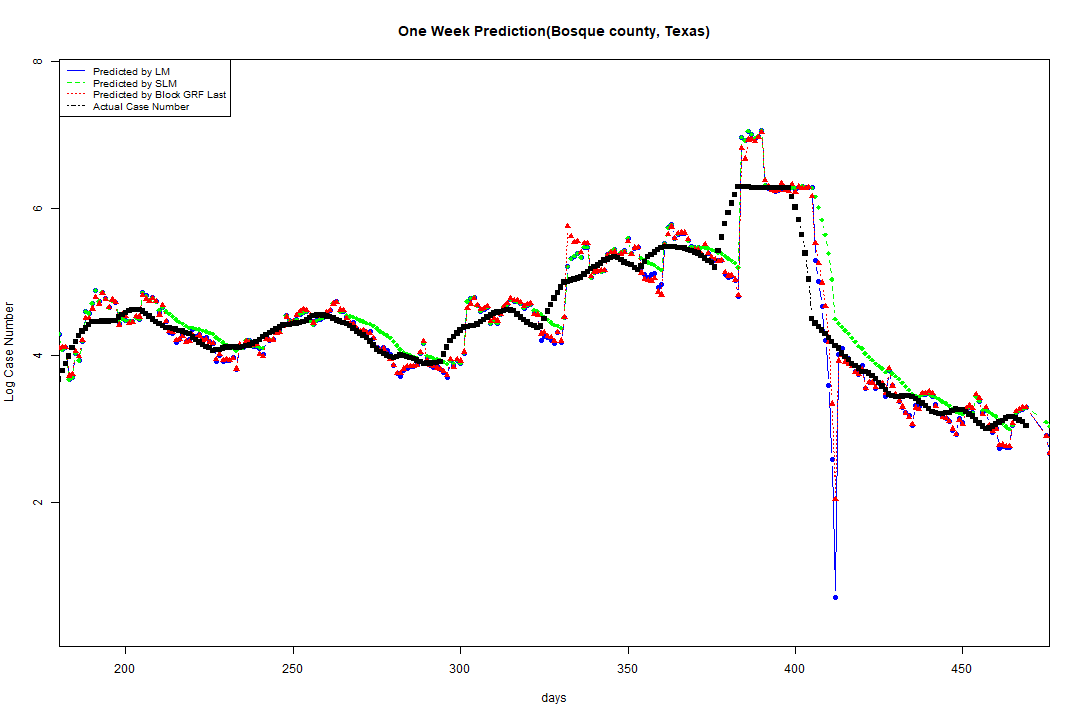 One Week Prediction(Bosque county, Texas)
Predicted by LM
Predicted by SLM
Predicted by Block GRF Last
Actual Case Number
8
6
4
2
Log Case Number
200 250 300 350 400 450
days